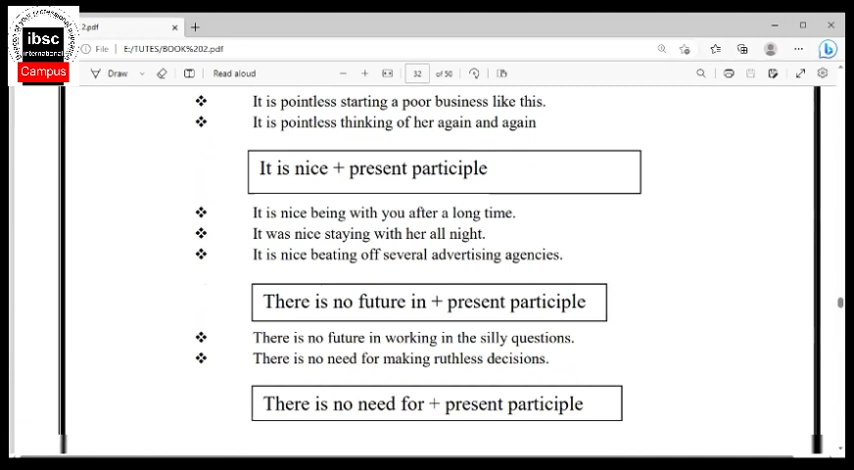 ibsc
international
Campus
2.pdf
File E:/TUTES/BOOK%202.pdf
Draw Read aloud 32 of 50
❖ It is pointless starting a poor business like this.
❖ It is pointless thinking of her again and again
It is nice + present participle
❖ It is nice being with you after a long time.
❖ It was nice staying with her all night.
❖ It is nice beating off several advertising agencies.
There is no future in + present participle
❖ There is no future in working in the silly questions.
❖ There is no need for making ruthless decisions.
There is no need for + present participle